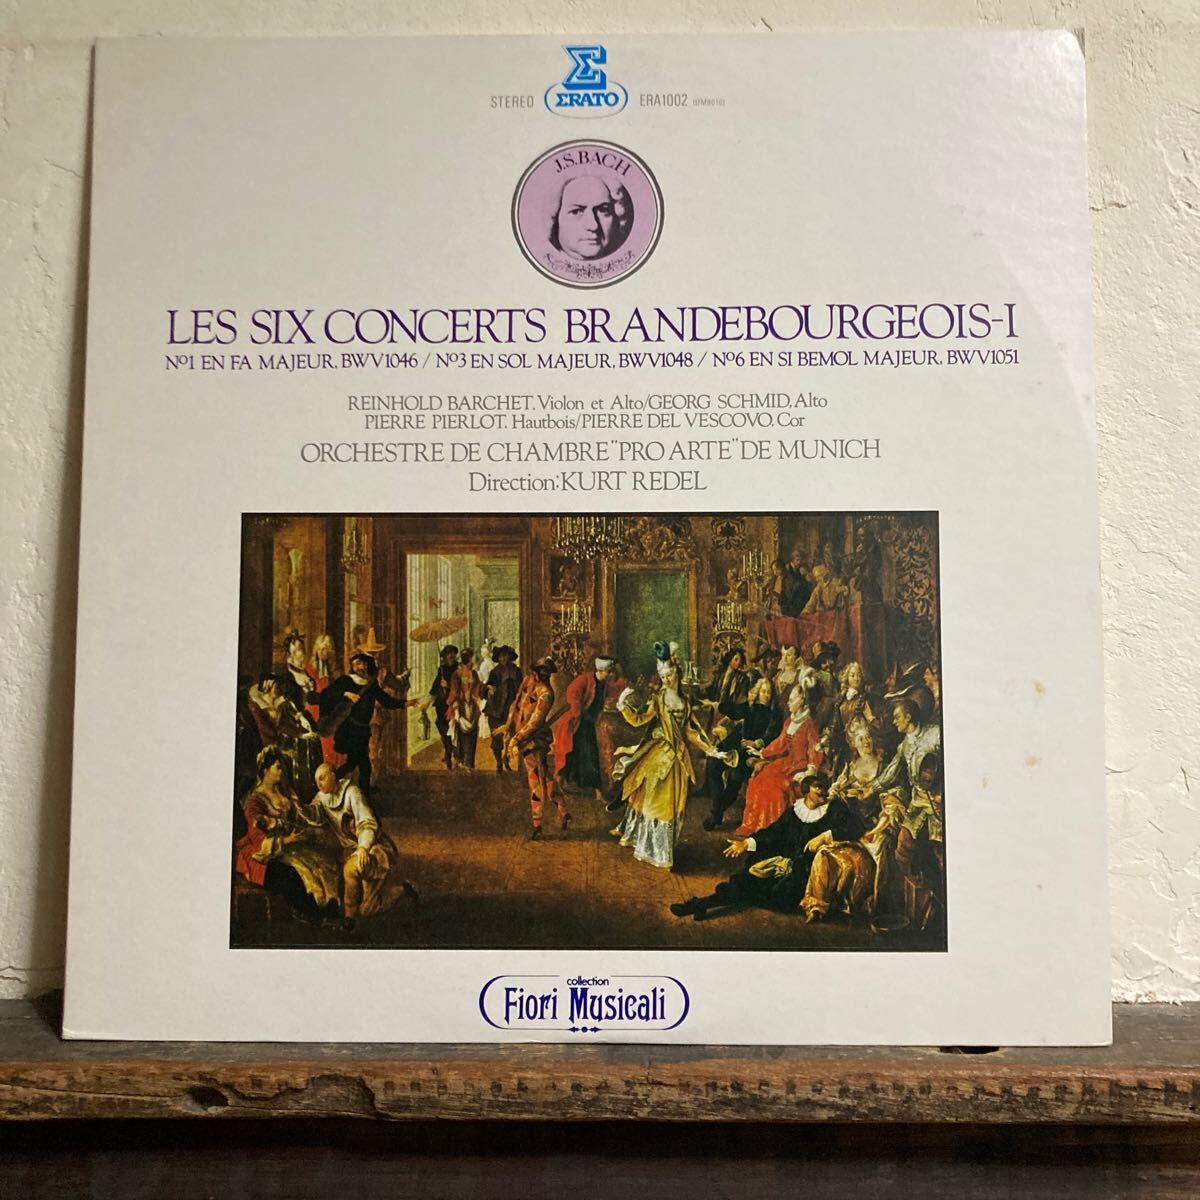 STEREO ΣRATO ERA1002 (EFM8010)
J.S.BACH
LES SIX CONCERTS BRANDEBOURGEOIS-I
Nº1 EN FA MAJEUR, BWV1046 / Nº3 EN SOL MAJEUR, BWV1048 / Nº6 EN SI BEMOL MAJEUR, BWV1051
REINHOLD BARCHET, Violon et Alto/GEORG SCHMID, Alto
PIERRE PIERLOT, Hautbois/PIERRE DEL VESCOVO, Cor
ORCHESTRE DE CHAMBRE "PRO ARTE" DE MUNICH
Direction: KURT REDEL
collection
Fiori Musicali